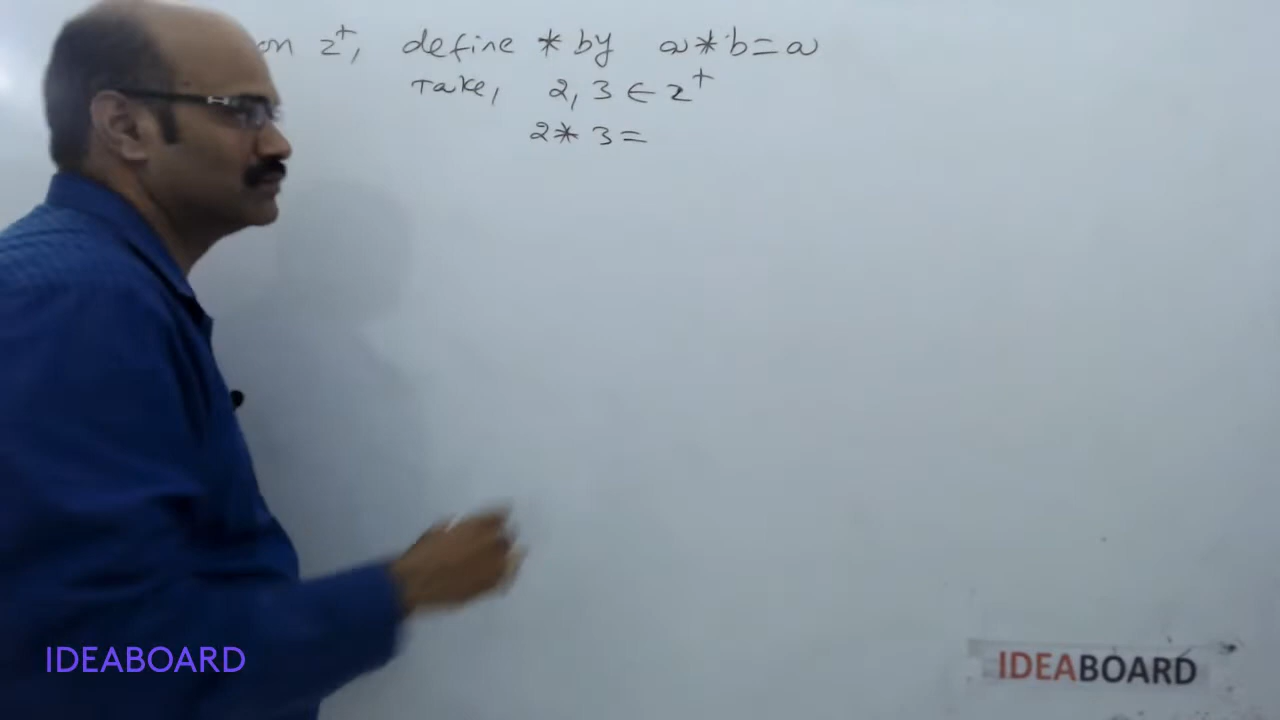 on z⁺, define * by a*b=a
Take, 2, 3 ∈ z⁺
2 * 3 =
IDEABOARD
IDEABOARD